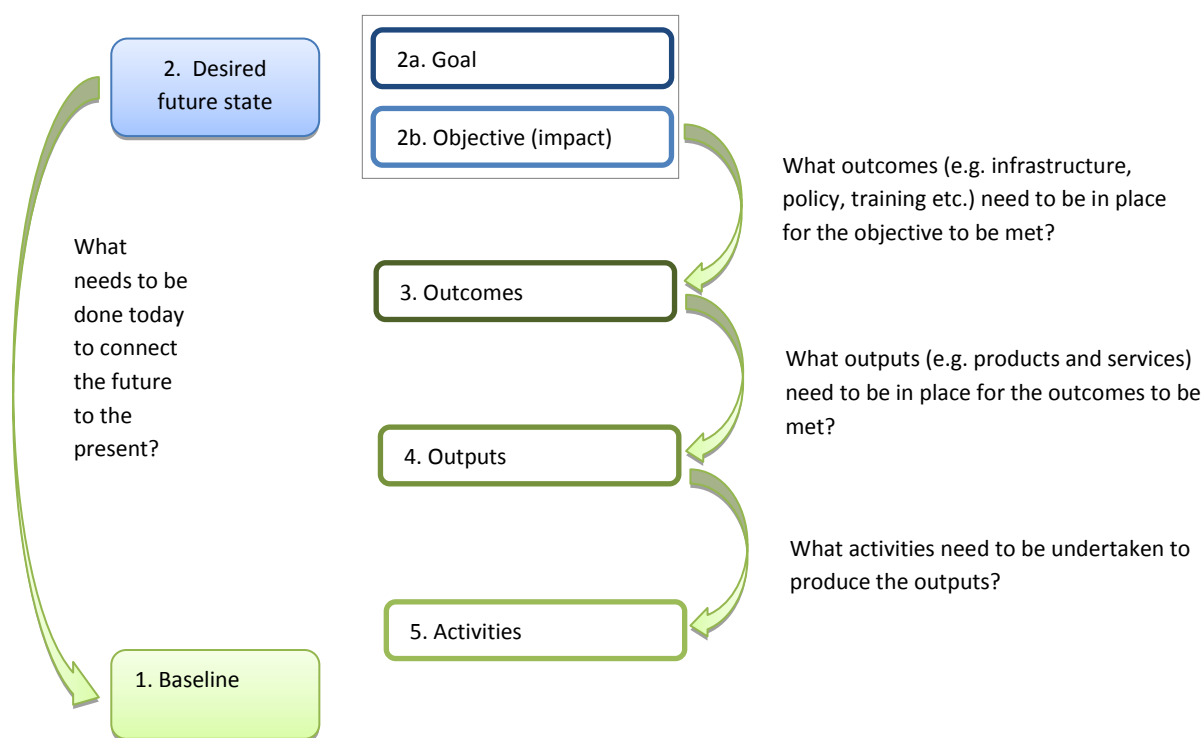 2. Desired
future state
2a. Goal
2b. Objective (impact)
What outcomes (e.g. infrastructure,
policy, training etc.) need to be in place
for the objective to be met?
What
needs to be
done today
to connect
the future
to the
present?
3. Outcomes
What outputs (e.g. products and services)
need to be in place for the outcomes to be
met?
4. Outputs
What activities need to be undertaken to
produce the outputs?
5. Activities
1. Baseline